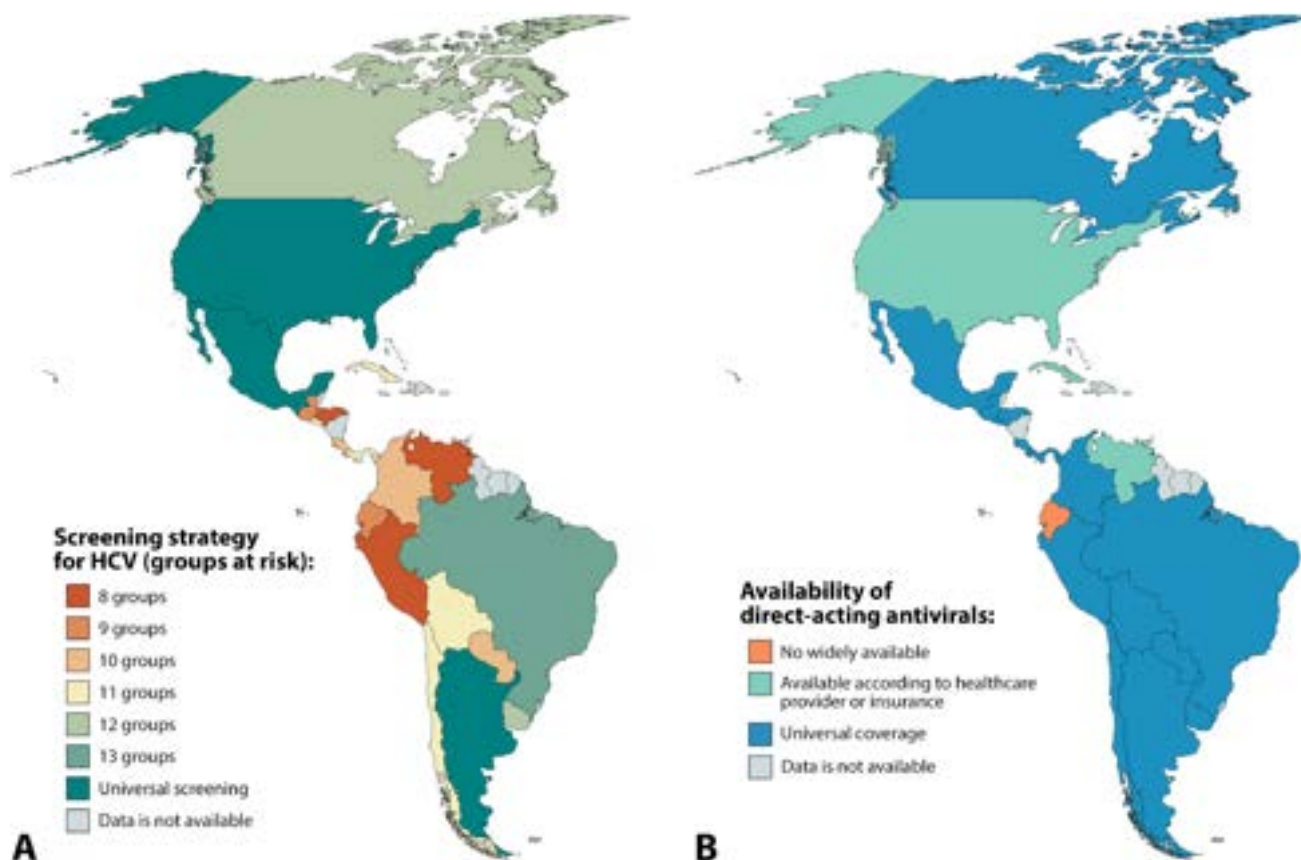 Screening strategy
for HCV (groups at risk):
8 groups
9 groups
10 groups
11 groups
12 groups
13 groups
Universal screening
Data is not available
A
Availability of
direct-acting antivirals:
No widely available
Available according to healthcare
provider or insurance
Universal coverage
Data is not available
B